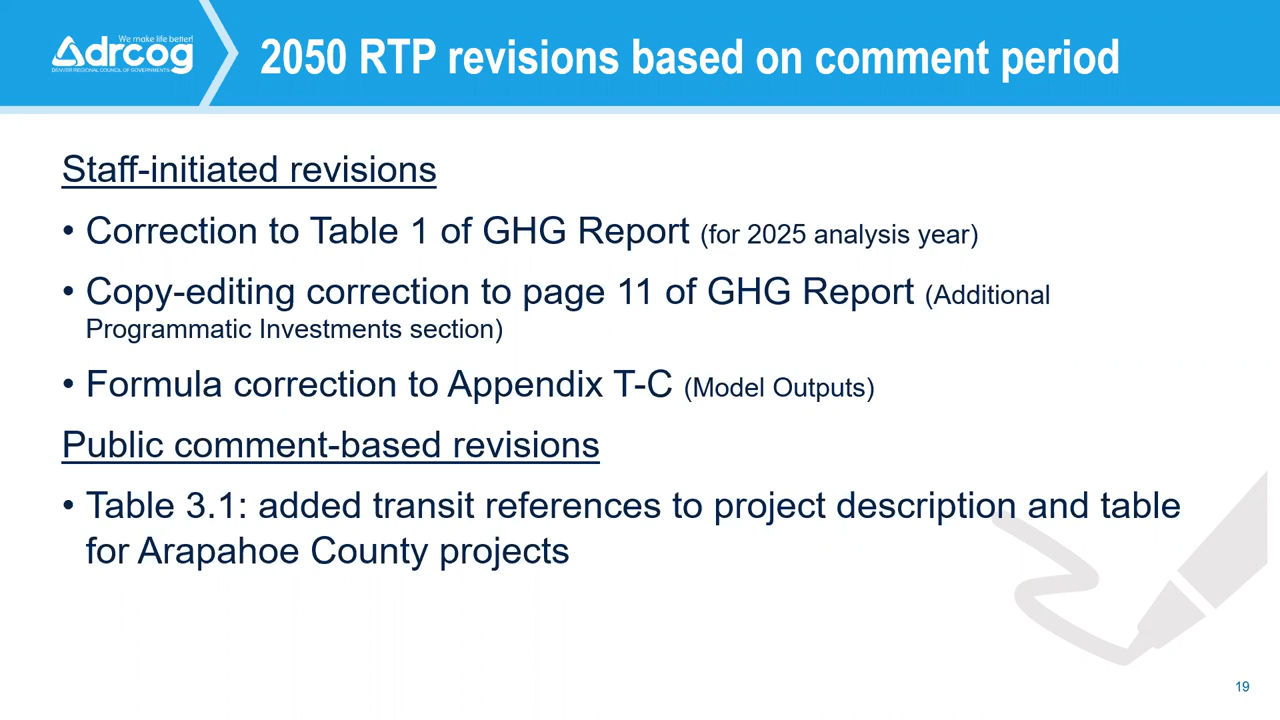 We make life better!
drcog
DENVER REGIONAL COUNCIL OF GOVERNMENTS
2050 RTP revisions based on comment period
Staff-initiated revisions
• Correction to Table 1 of GHG Report (for 2025 analysis year)
• Copy-editing correction to page 11 of GHG Report (Additional
Programmatic Investments section)
• Formula correction to Appendix T-C (Model Outputs)
Public comment-based revisions
• Table 3.1: added transit references to project description and table
for Arapahoe County projects
19